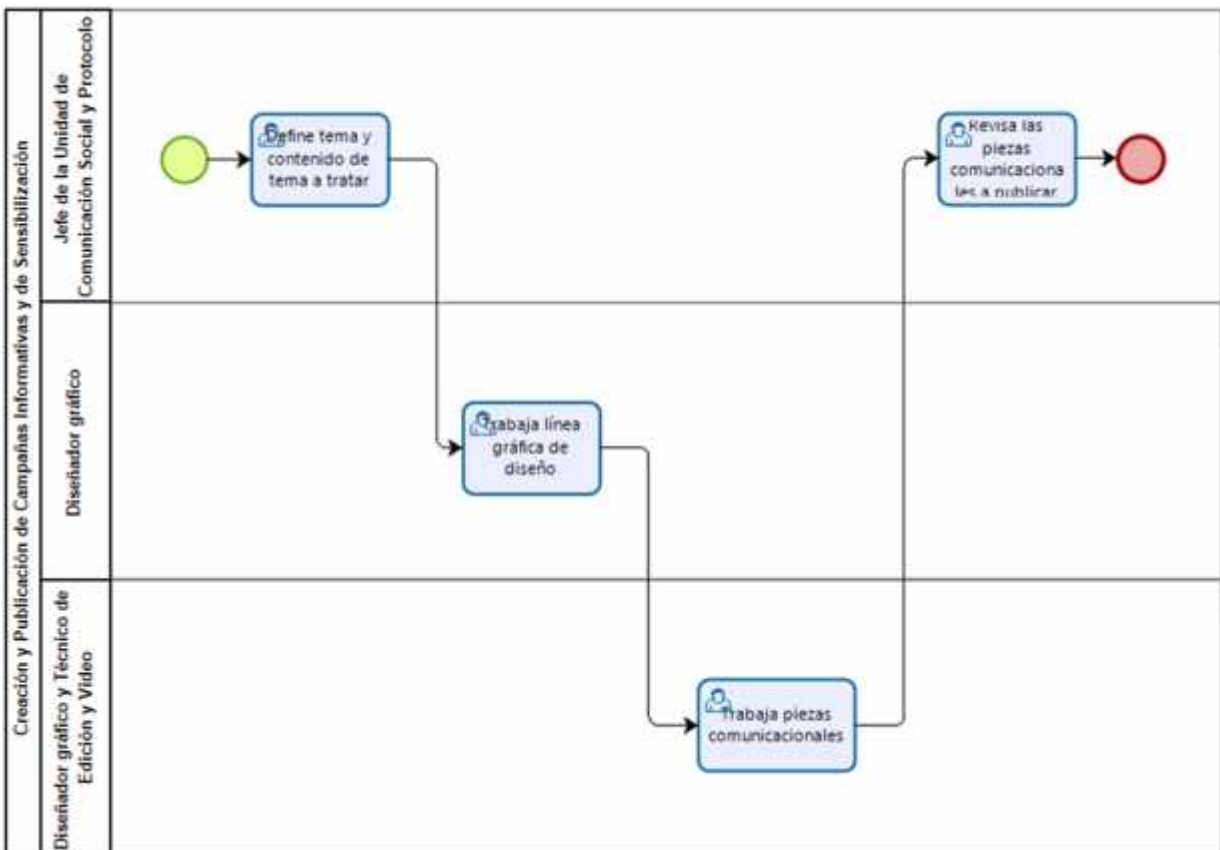 Creación y Publicación de Campañas Informativas y de Sensibilización
Jefe de la Unidad de
Comunicación Social y Protocolo
Define tema y
contenido de
tema a tratar
Revisa las
piezas
comunicaciona
les a publicar
Diseñador gráfico
Trabaja línea
gráfica de
diseño
Diseñador gráfico y Técnico de
Edición y Video
Trabaja piezas
comunicacionales